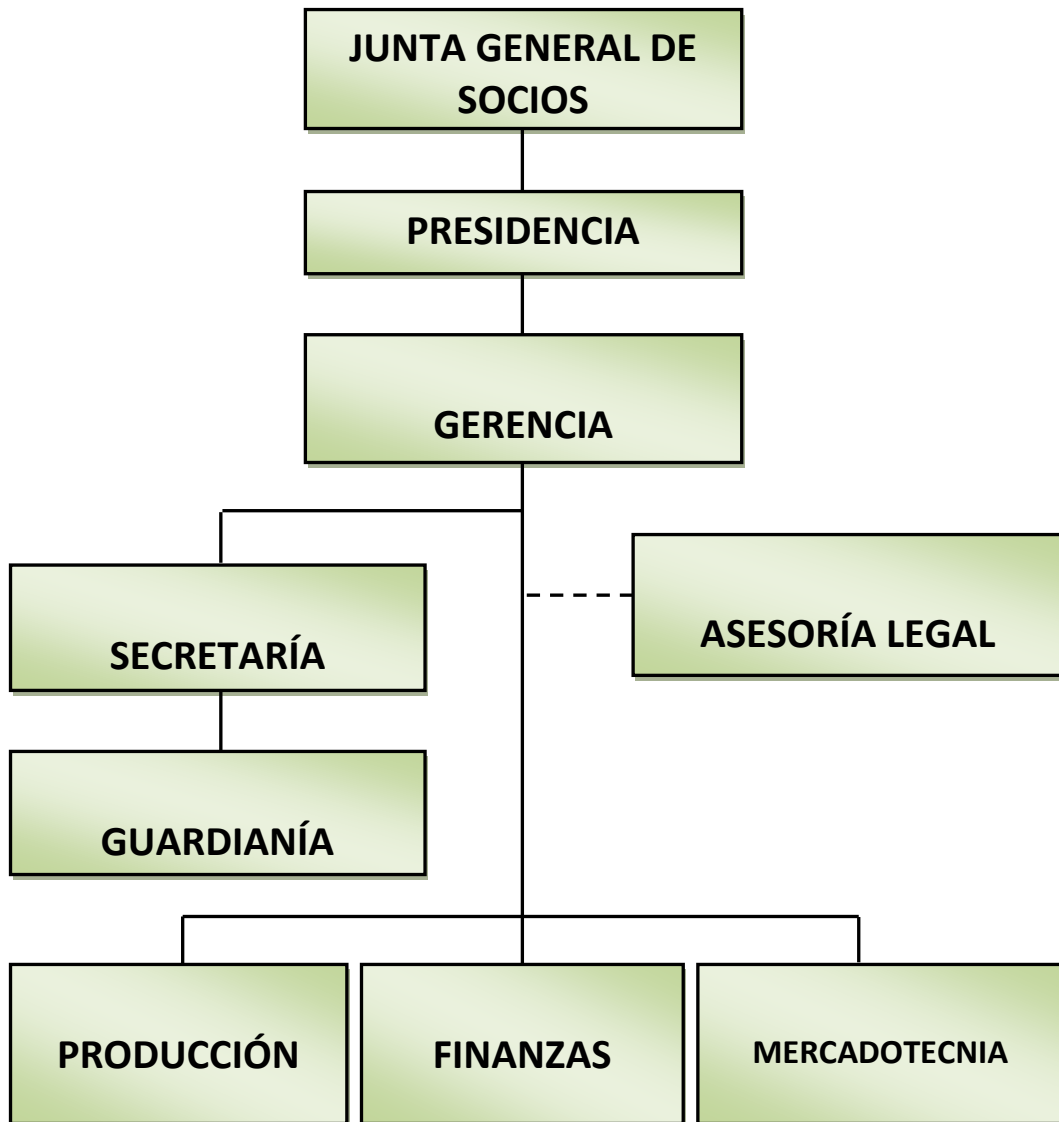 JUNTA GENERAL DE
SOCIOS
PRESIDENCIA
GERENCIA
SECRETARÍA
ASESORÍA LEGAL
GUARDIANÍA
PRODUCCIÓN
FINANZAS
MERCADOTECNIA